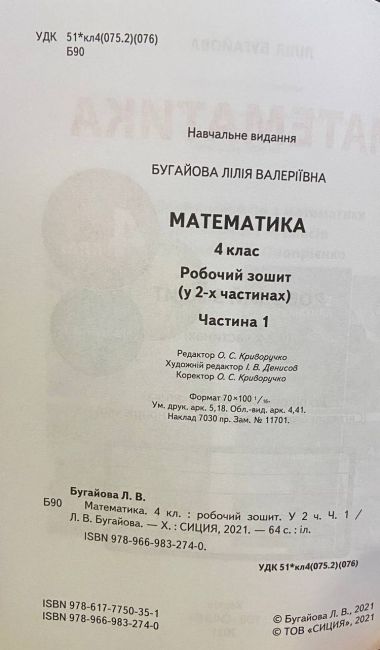 УДК 51*кл4(075.2)(076)
Б90
Навчальне видання
БУГАЙОВА ЛІЛІЯ ВАЛЕРІЇВНА
МАТЕМАТИКА
4 клас
Робочий зошит
(у 2-х частинах)
Частина 1
Редактор О. С. Криворучко
Художній редактор І. В. Денисов
Коректор О. С. Криворучко
Формат 70×100 1/16.
Ум. друк. арк. 5,18. Обл.-вид. арк. 4,41.
Наклад 7030 пр. Зам. № 11701.
Бугайова Л. В.
Б90 Математика. 4 кл. : робочий зошит. У 2 ч. Ч. 1 /
Л. В. Бугайова. — Х. : СИЦИЯ, 2021. — 64 с. : іл.
ISBN 978-966-983-274-0.
УДК 51*кл4(075.2)(076)
ISBN 978-617-7750-35-1
ISBN 978-966-983-274-0
© Бугайова Л. В., 2021
© ТОВ «СИЦИЯ», 2021